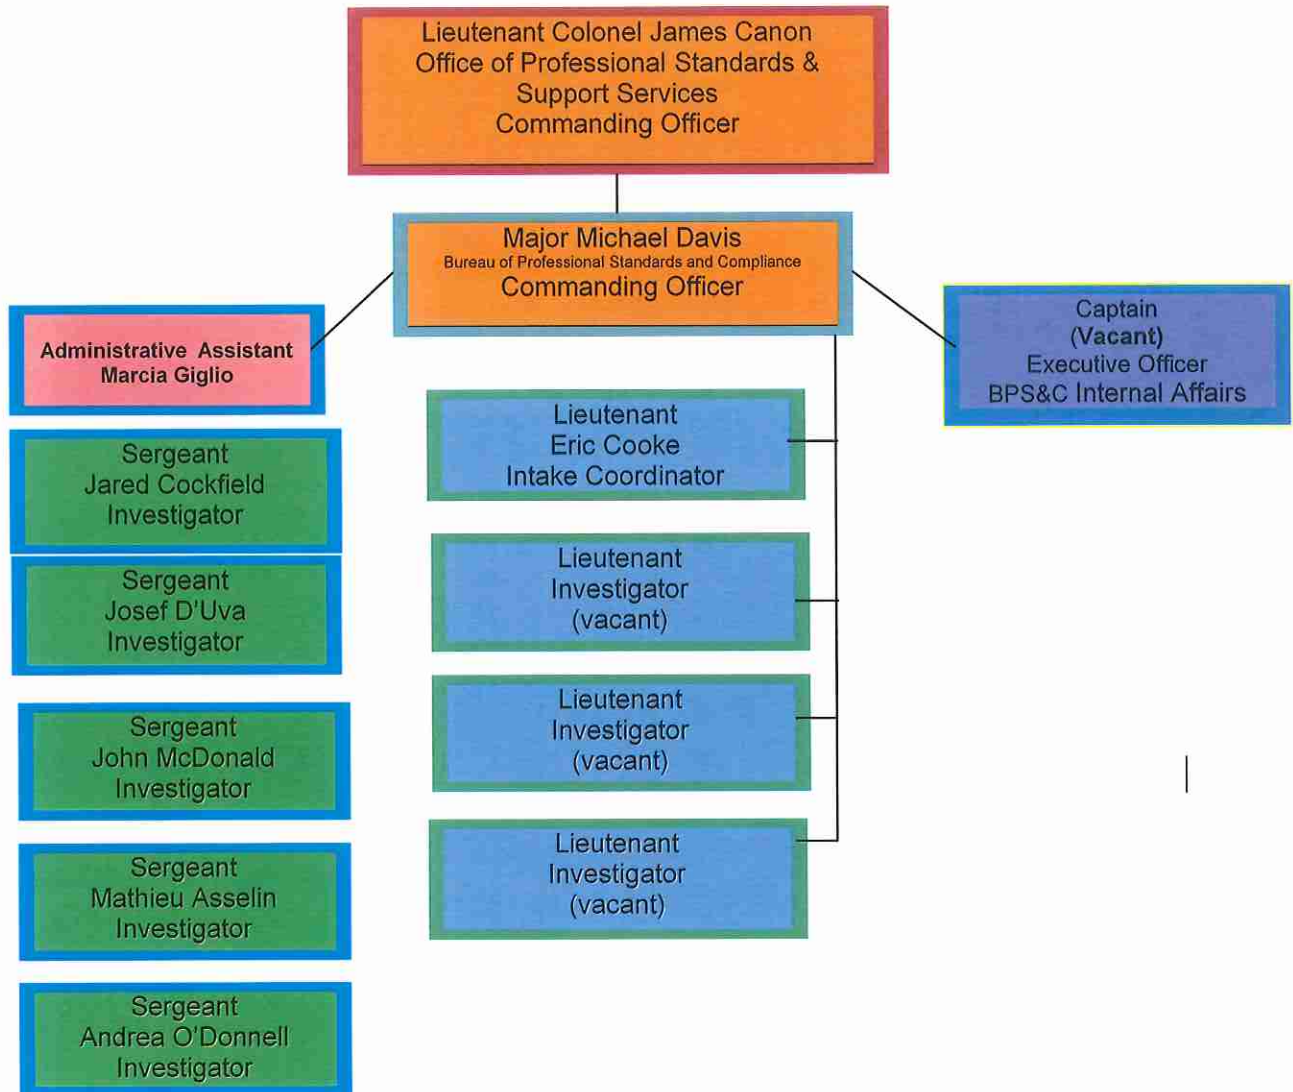 Lieutenant Colonel James Canon
Office of Professional Standards &
Support Services
Commanding Officer
Major Michael Davis
Bureau of Professional Standards and Compliance
Commanding Officer
Administrative Assistant
Marcia Giglio
Captain
(Vacant)
Executive Officer
BPS&C Internal Affairs
Sergeant
Jared Cockfield
Investigator
Sergeant
Josef D'Uva
Investigator
Sergeant
John McDonald
Investigator
Sergeant
Mathieu Asselin
Investigator
Sergeant
Andrea O'Donnell
Investigator
Lieutenant
Eric Cooke
Intake Coordinator
Lieutenant
Investigator
(vacant)
Lieutenant
Investigator
(vacant)
Lieutenant
Investigator
(vacant)